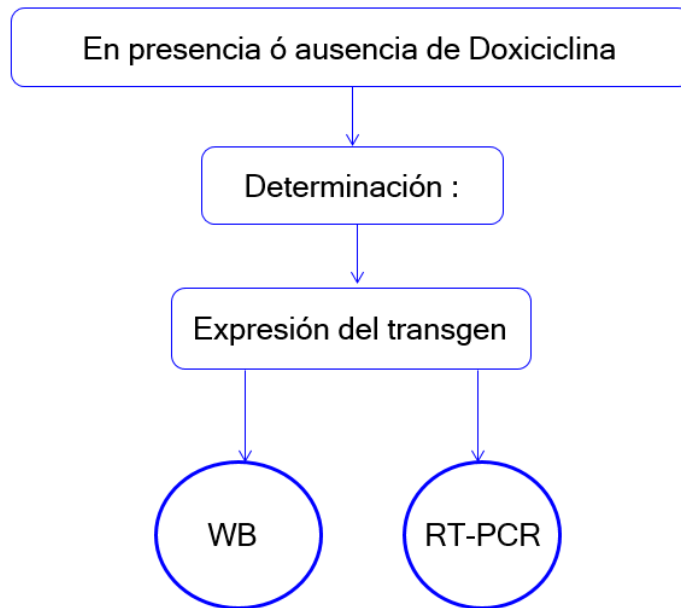 En presencia ó ausencia de Doxiciclina
Determinación :
Expresión del transgen
WB
RT-PCR